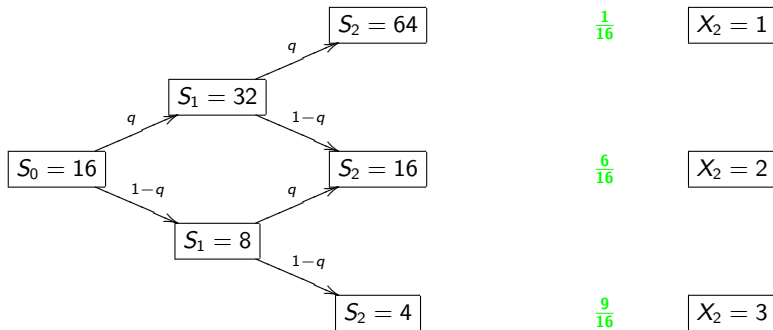 S₂ = 64 1/16 X₂ = 1
q
S₁ = 32
q 1−q
S₀ = 16 S₂ = 16 6/16 X₂ = 2
1−q q
S₁ = 8
1−q
S₂ = 4 9/16 X₂ = 3